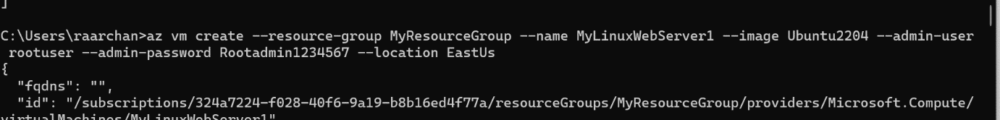 ]
C:\Users\raarchan>az vm create --resource-group MyResourceGroup --name MyLinuxWebServer1 --image Ubuntu2204 --admin-user
rootuser --admin-password Rootadmin1234567 --location EastUs
{
"fqdns": "",
"id": "/subscriptions/324a7224-f028-40f6-9a19-b8b16ed4f77a/resourceGroups/MyResourceGroup/providers/Microsoft.Compute/
virtualMachines/MyLinuxWebServer1"